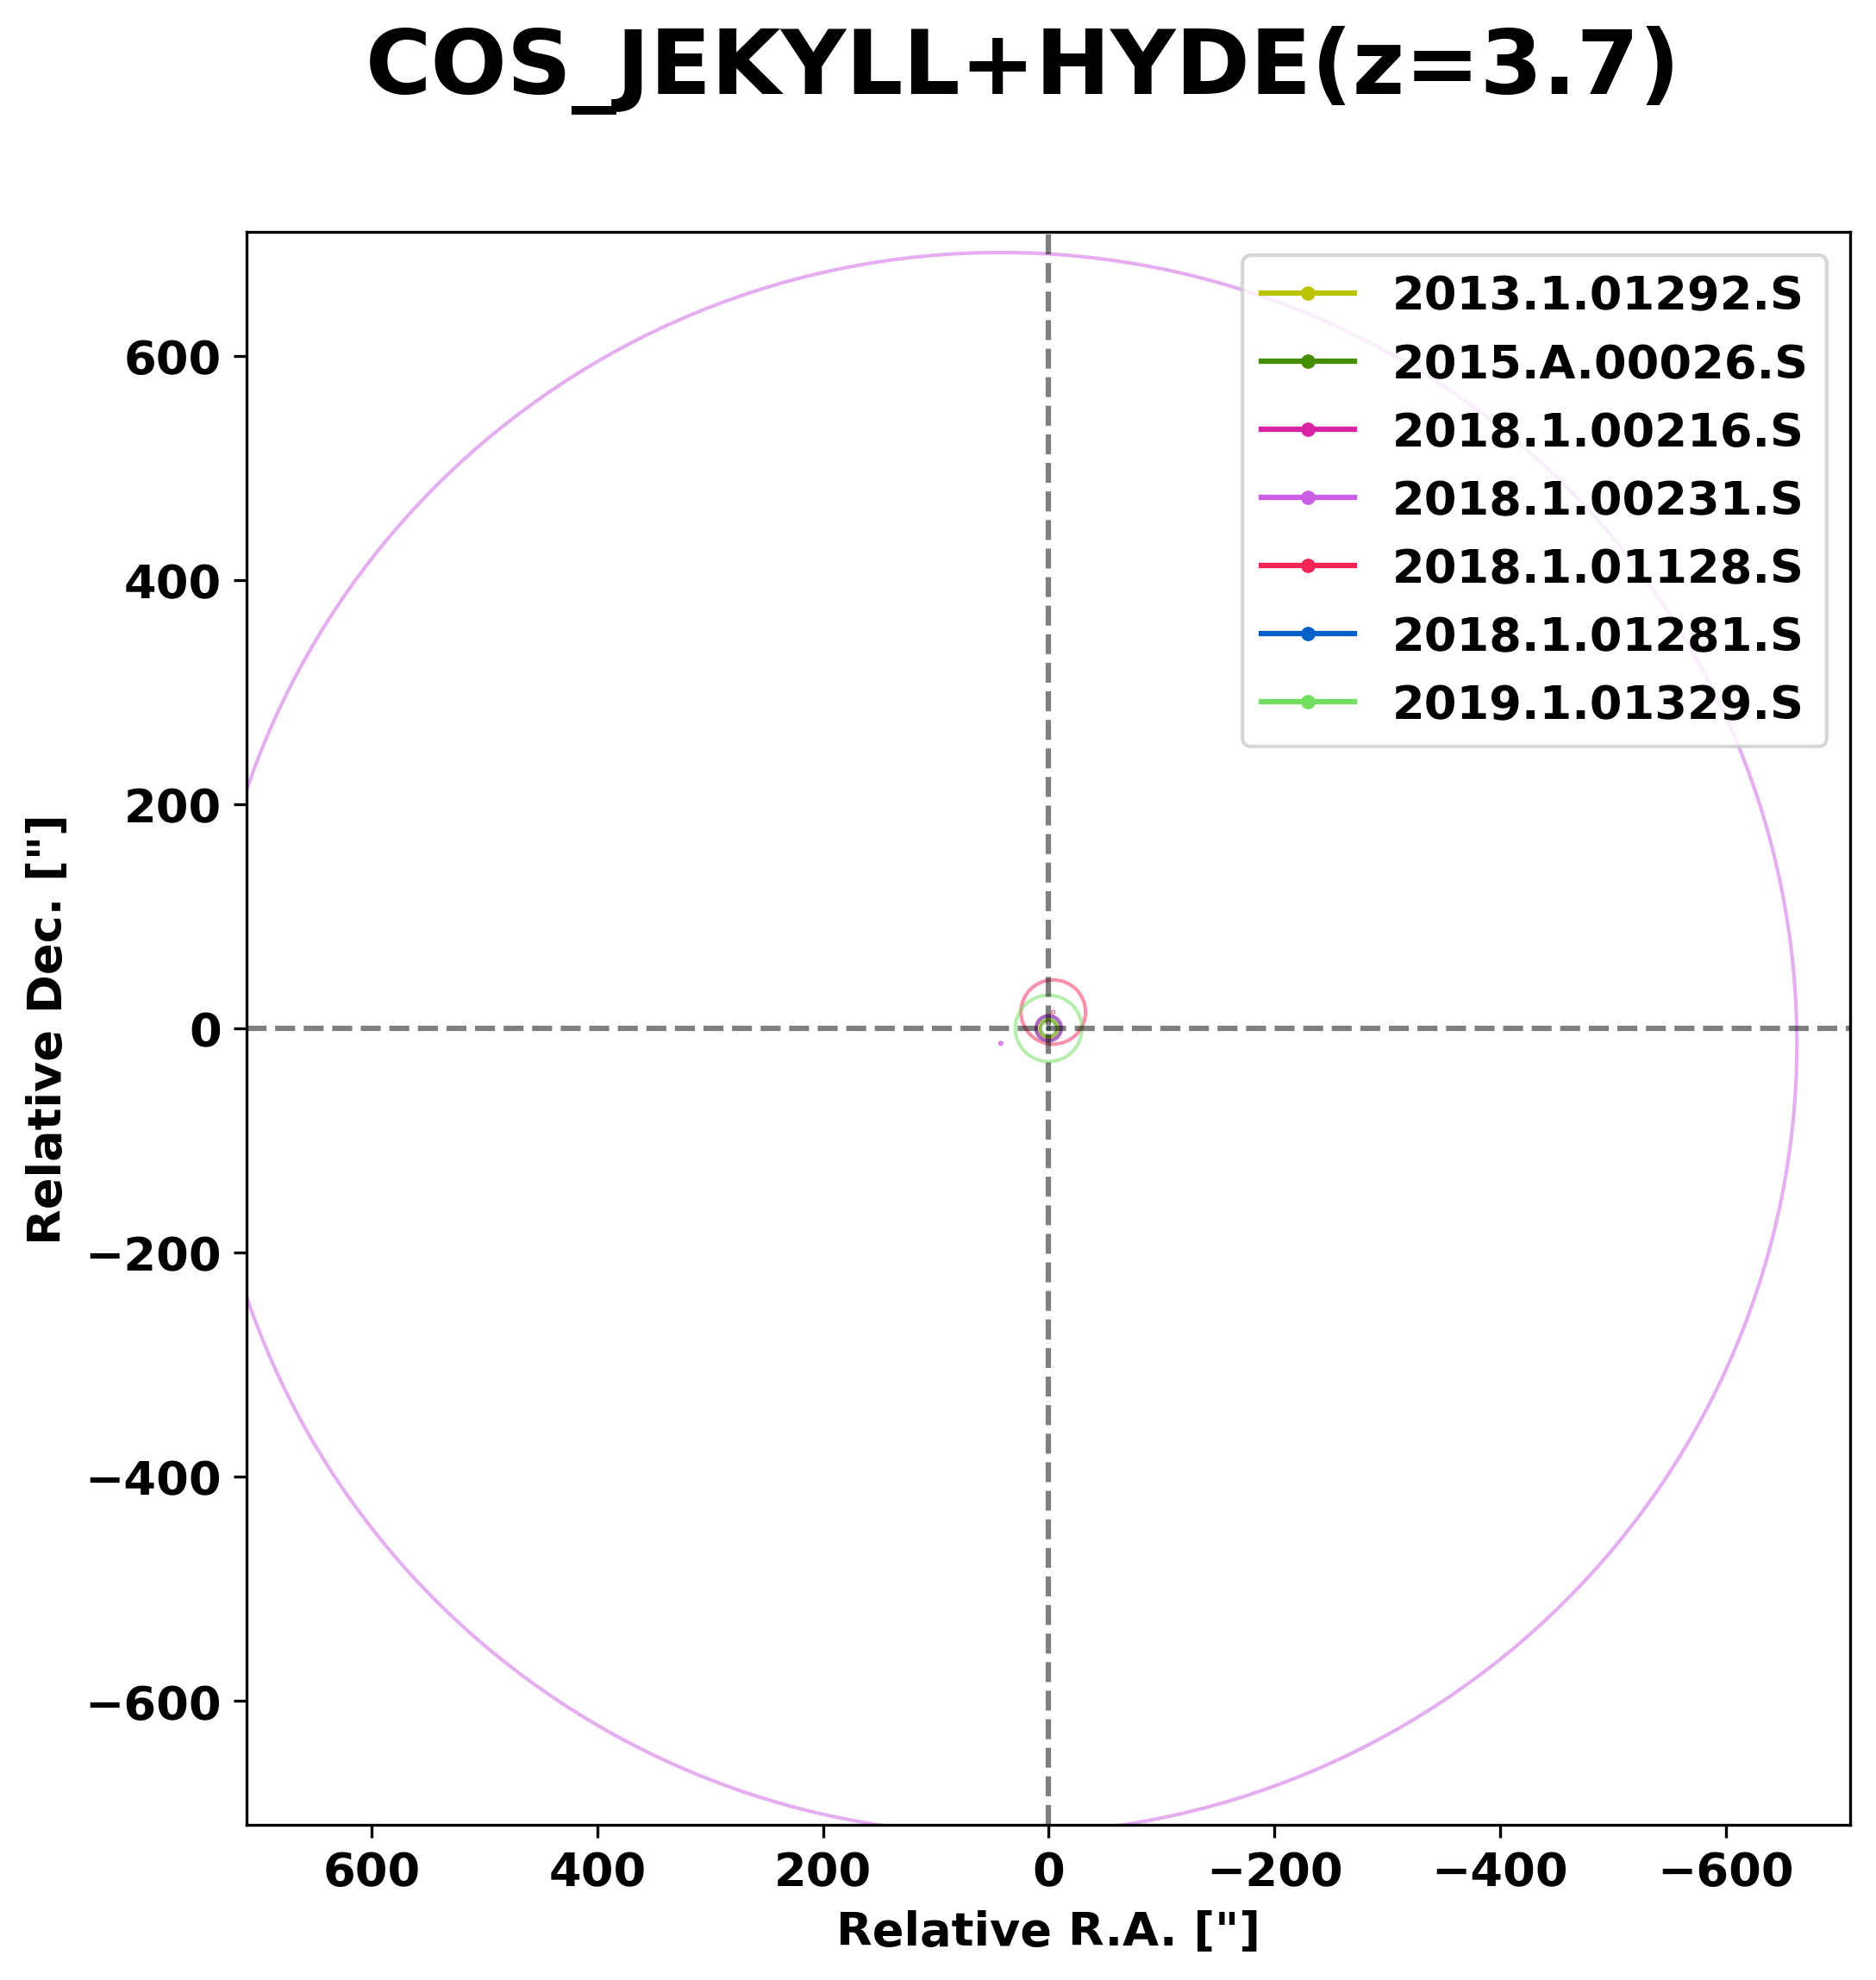 COS_JEKYLL+HYDE(z=3.7)
2013.1.01292.S
2015.A.00026.S
2018.1.00216.S
2018.1.00231.S
2018.1.01128.S
2018.1.01281.S
2019.1.01329.S
Relative Dec. ["]
600
400
200
0
−200
−400
−600
600 400 200 0 −200 −400 −600
Relative R.A. ["]